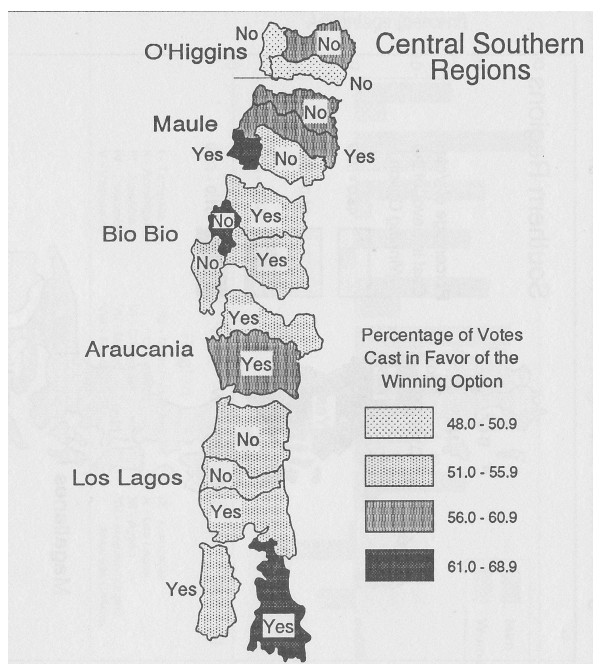 Central Southern
Regions
No
O'Higgins
No
No
Maule
No
Yes
No
Yes
Bio Bio
No
Yes
No
Yes
Yes
Araucania
Yes
Percentage of Votes
Cast in Favor of the
Winning Option
48.0 - 50.9
51.0 - 55.9
56.0 - 60.9
61.0 - 68.9
No
Los Lagos
No
Yes
Yes
Yes